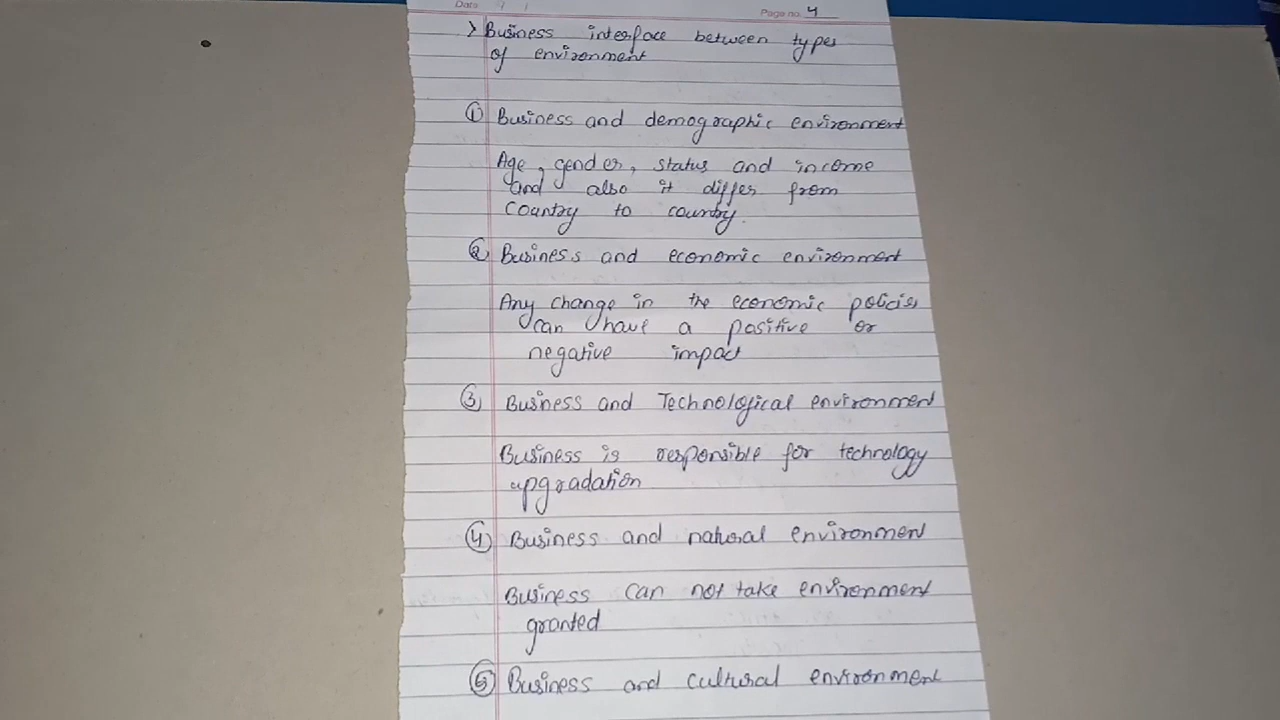 Date / /
Page no. 4
> Business interface between types
of environment
① Business and demographic environment
Age, gender, status and income
and also it differ from
Country to country.
② Business and economic environment
Any change in the economic policies
can have a positive or
negative impact
③ Business and Technological environment
Business is responsible for technology
upgradation
④ Business and natural environment
Business can not take environment
granted
⑤ Business and cultural environment